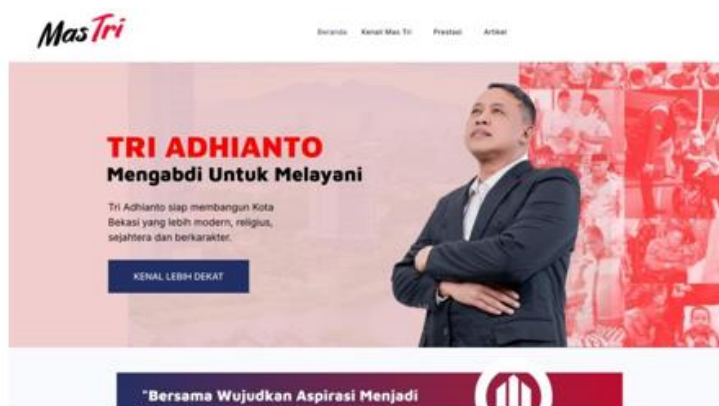 Mas Tri
Beranda Kenali Mas Tri Prestasi Artikel
TRI ADHIANTO
Mengabdi Untuk Melayani
Tri Adhianto siap membangun Kota
Bekasi yang lebih modern, religius,
sejahtera dan berkarakter.
KENAL LEBIH DEKAT
"Bersama Wujudkan Aspirasi Menjadi